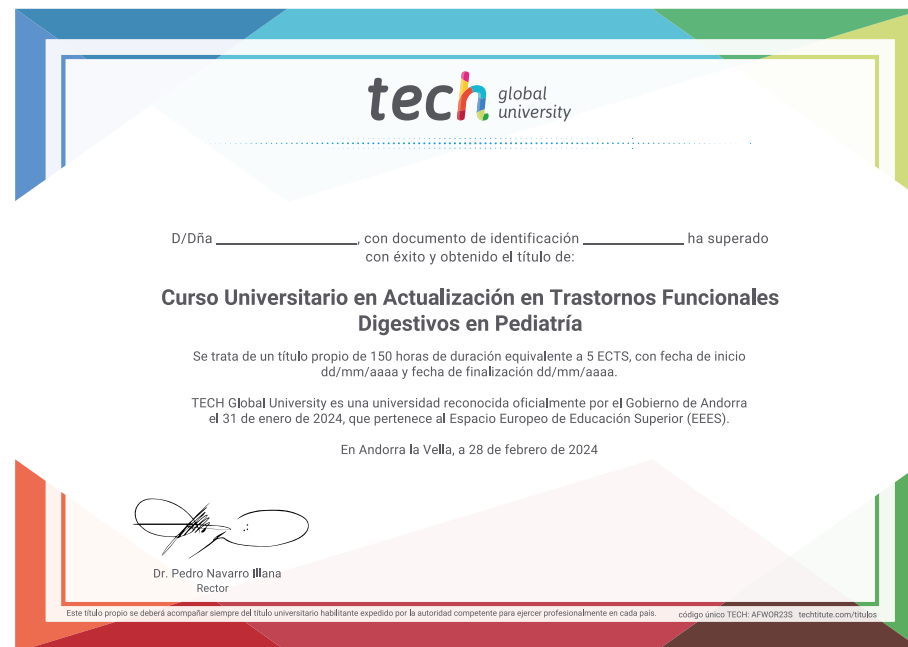 tech global university
D/Dña ____________________, con documento de identificación ______________ ha superado
con éxito y obtenido el título de:
Curso Universitario en Actualización en Trastornos Funcionales
Digestivos en Pediatría
Se trata de un título propio de 150 horas de duración equivalente a 5 ECTS, con fecha de inicio
dd/mm/aaaa y fecha de finalización dd/mm/aaaa.
TECH Global University es una universidad reconocida oficialmente por el Gobierno de Andorra
el 31 de enero de 2024, que pertenece al Espacio Europeo de Educación Superior (EEES).
En Andorra la Vella, a 28 de febrero de 2024
Dr. Pedro Navarro Illana
Rector
Este título propio se deberá acompañar siempre del título universitario habilitante expedido por la autoridad competente para ejercer profesionalmente en cada país. código único TECH: AFWOR23S techtitute.com/titulos